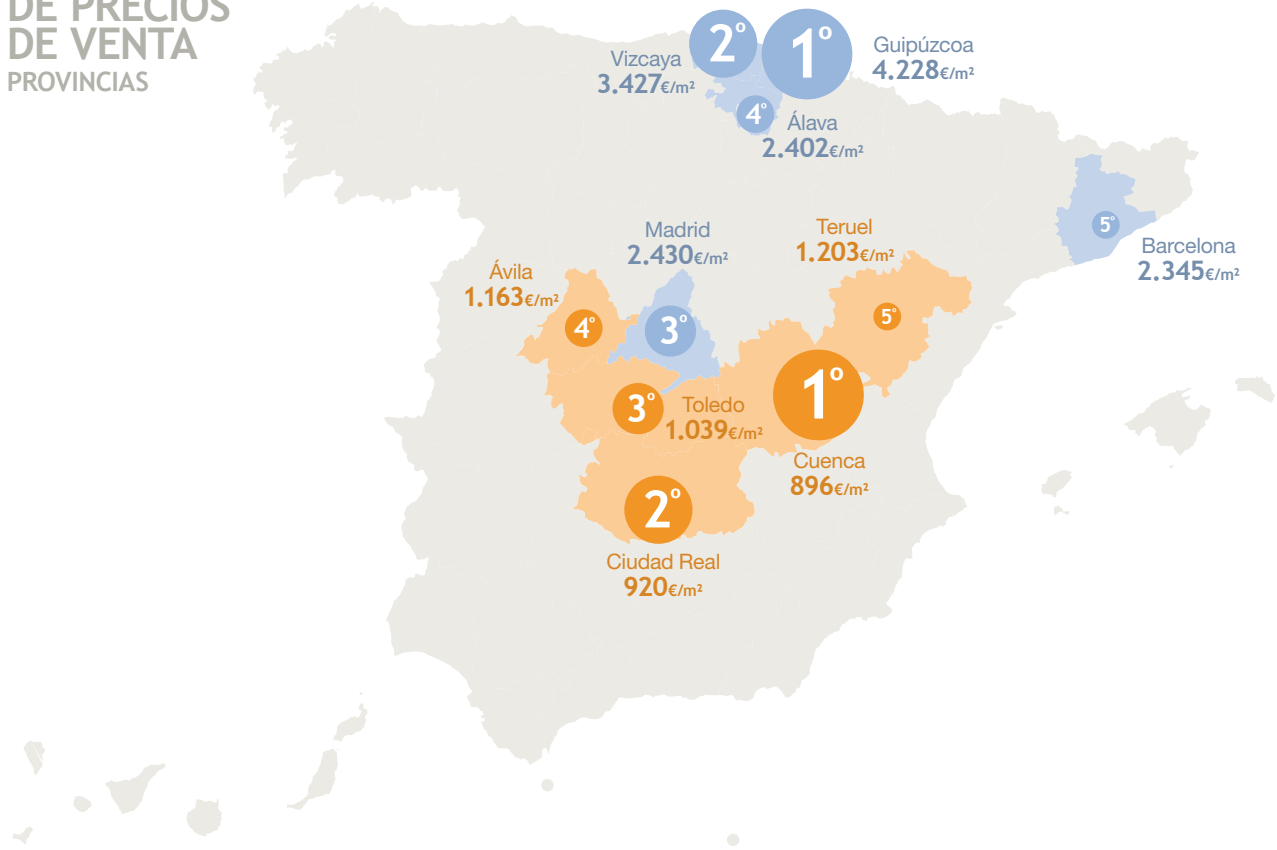 DE PRECIOS
DE VENTA
PROVINCIAS
2º
1º
Vizcaya
3.427€/m²
Guipúzcoa
4.228€/m²
4º
Álava
2.402€/m²
5º
Barcelona
2.345€/m²
Madrid
2.430€/m²
3º
Teruel
1.203€/m²
5º
Ávila
1.163€/m²
4º
1º
Cuenca
896€/m²
3º
Toledo
1.039€/m²
2º
Ciudad Real
920€/m²